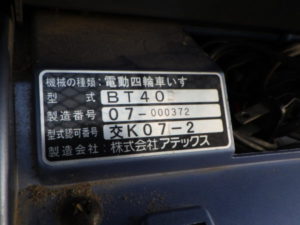 機械の種類：電動四輪車いす
型式 BT40
製造番号 07-000372
型式認可番号 交K07-2
製造会社：株式会社アテックス